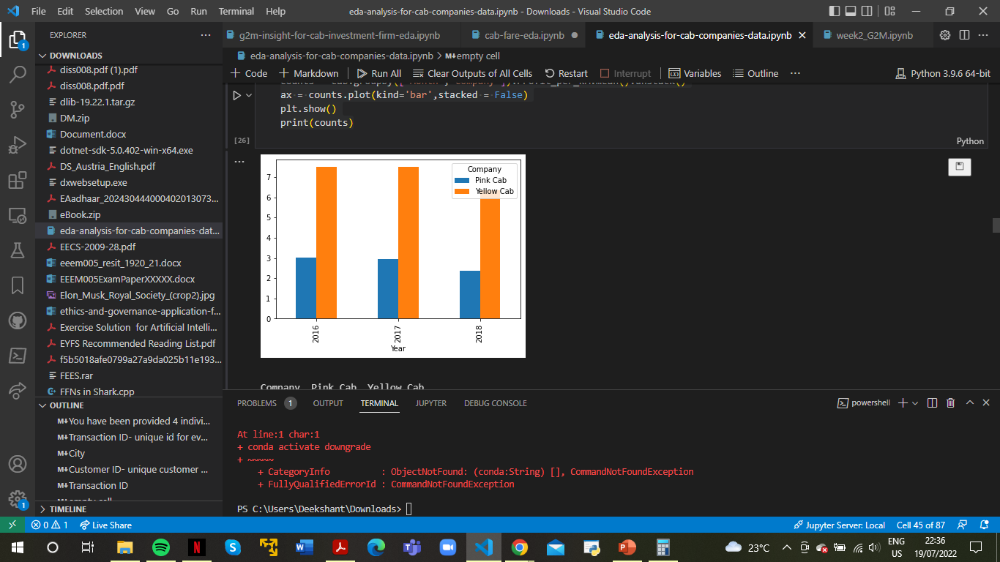 File Edit Selection View Go Run Terminal Help
eda-analysis-for-cab-companies-data.ipynb - Downloads - Visual Studio Code
EXPLORER
g2m-insight-for-cab-investment-firm-eda.ipynb
cab-fare-eda.ipynb
eda-analysis-for-cab-companies-data.ipynb
week2_G2M.ipynb
1
DOWNLOADS
diss008.pdf (1).pdf
diss008.pdf.pdf
dlib-19.22.1.tar.gz
DM.zip
Document.docx
dotnet-sdk-5.0.402-win-x64.exe
DS_Austria_English.pdf
dxwebsetup.exe
EAadhaar_202430444000402013073...
eBook.zip
eda-analysis-for-cab-companies-dat...
EECS-2009-28.pdf
eeem005_resit_1920_21.docx
EEEM005ExamPaperXXXXX.docx
Elon_Musk_Royal_Society_(crop2).jpg
ethics-and-governance-application-f...
Exercise Solution for Artificial Intelli...
EYFS Recommended Reading List.pdf
f5b5018afe0799a27a9da025b11e193...
FEES.rar
FFNs in Shark.cpp
OUTLINE
You have been provided 4 indivi...
Transaction ID- unique id for ev...
City
Customer ID- unique customer ...
Transaction ID
TIMELINE
1
eda-analysis-for-cab-companies-data.ipynb > empty cell
Code Markdown Run All Clear Outputs of All Cells Restart Interrupt Variables Outline ... Python 3.9.6 64-bit
ax = counts.plot(kind='bar',stacked = False)
plt.show()
print(counts)
[26]
Python
Company
Pink Cab
Yellow Cab
7
6
5
4
3
2
1
0
2016 2017 2018
Year
Company Pink Cab Yellow Cab
PROBLEMS 1 OUTPUT TERMINAL JUPYTER DEBUG CONSOLE
powershell
At line:1 char:1
+ conda activate downgrade
+ ~~~~~
+ CategoryInfo : ObjectNotFound: (conda:String) [], CommandNotFoundException
+ FullyQualifiedErrorId : CommandNotFoundException
PS C:\Users\Deekshant\Downloads>
0 1 Live Share
Jupyter Server: Local Cell 45 of 87
23°C
ENG
US
22:36
19/07/2022